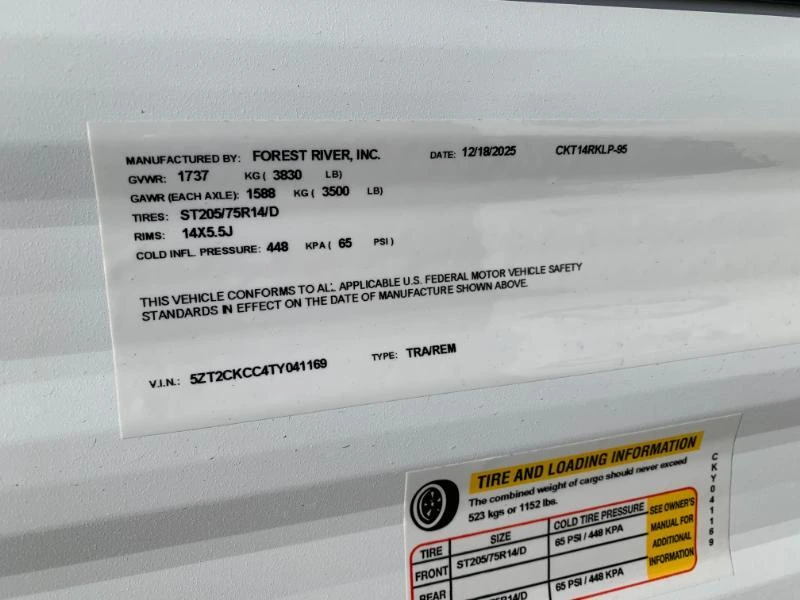 MANUFACTURED BY: FOREST RIVER, INC. DATE: 12/18/2025 CKT14RKLP-95
GVWR: 1737 KG ( 3830 LB)
GAWR (EACH AXLE): 1588 KG ( 3500 LB)
TIRES: ST205/75R14/D
RIMS: 14X5.5J
COLD INFL. PRESSURE: 448 KPA ( 65 PSI )
THIS VEHICLE CONFORMS TO ALL APPLICABLE U.S. FEDERAL MOTOR VEHICLE SAFETY
STANDARDS IN EFFECT ON THE DATE OF MANUFACTURE SHOWN ABOVE.
V.I.N.: 5ZT2CKCC4TY041169 TYPE: TRA/REM
TIRE AND LOADING INFORMATION
The combined weight of cargo should never exceed
523 kgs or 1152 lbs.
TIRE SIZE COLD TIRE PRESSURE
FRONT ST205/75R14/D 65 PSI / 448 KPA
REAR /75R14/D 65 PSI / 448 KPA
SEE OWNER'S
MANUAL FOR
ADDITIONAL
INFORMATION
CKY041169